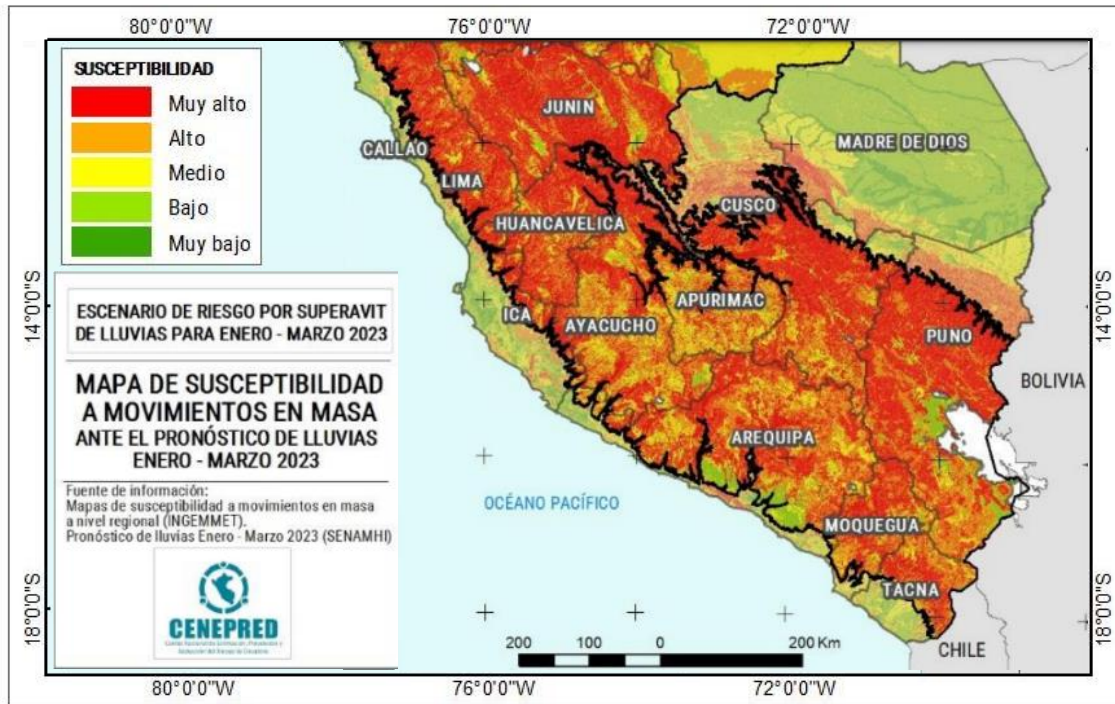 80°0'0"W 76°0'0"W 72°0'0"W
SUSCEPTIBILIDAD
Muy alto
Alto
Medio
Bajo
Muy bajo
JUNIN
MADRE DE DIOS
CALLAO
LIMA
CUSCO
HUANCAVELICA
14°0'0"S
14°0'0"S
ESCENARIO DE RIESGO POR SUPERAVIT
DE LLUVIAS PARA ENERO - MARZO 2023
APURIMAC
ICA
AYACUCHO
PUNO
BOLIVIA
MAPA DE SUSCEPTIBILIDAD
A MOVIMIENTOS EN MASA
ANTE EL PRONÓSTICO DE LLUVIAS
ENERO - MARZO 2023
AREQUIPA
Fuente de información:
Mapas de susceptibilidad a movimientos en masa
a nivel regional (INGEMMET).
Pronóstico de lluvias Enero - Marzo 2023 (SENAMHI)
OCÉANO PACÍFICO
MOQUEGUA
TACNA
18°0'0"S
18°0'0"S
CENEPRED
200 100 0 200 Km
CHILE
80°0'0"W 76°0'0"W 72°0'0"W